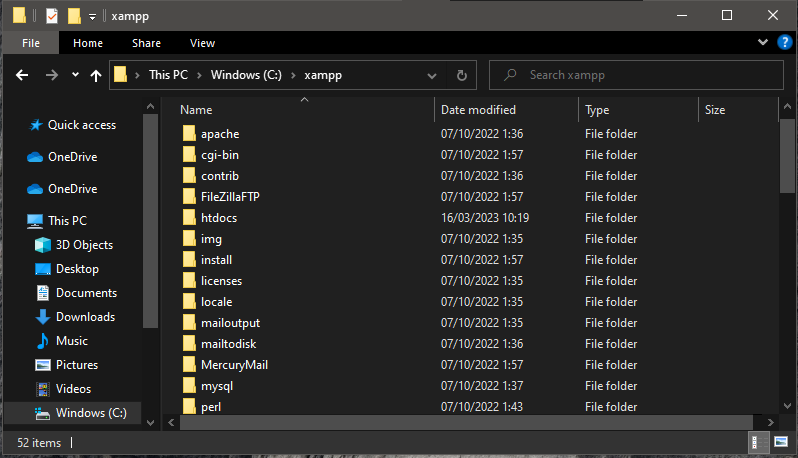 xampp
File Home Share View
This PC Windows (C:) xampp Search xampp
Name Date modified Type Size
Quick access
OneDrive
OneDrive
This PC
3D Objects
Desktop
Documents
Downloads
Music
Pictures
Videos
Windows (C:)
apache 07/10/2022 1:36 File folder
cgi-bin 07/10/2022 1:57 File folder
contrib 07/10/2022 1:36 File folder
FileZillaFTP 07/10/2022 1:57 File folder
htdocs 16/03/2023 10:19 File folder
img 07/10/2022 1:35 File folder
install 07/10/2022 1:57 File folder
licenses 07/10/2022 1:35 File folder
locale 07/10/2022 1:35 File folder
mailoutput 07/10/2022 1:35 File folder
mailtodisk 07/10/2022 1:36 File folder
MercuryMail 07/10/2022 1:57 File folder
mysql 07/10/2022 1:37 File folder
perl 07/10/2022 1:43 File folder
52 items